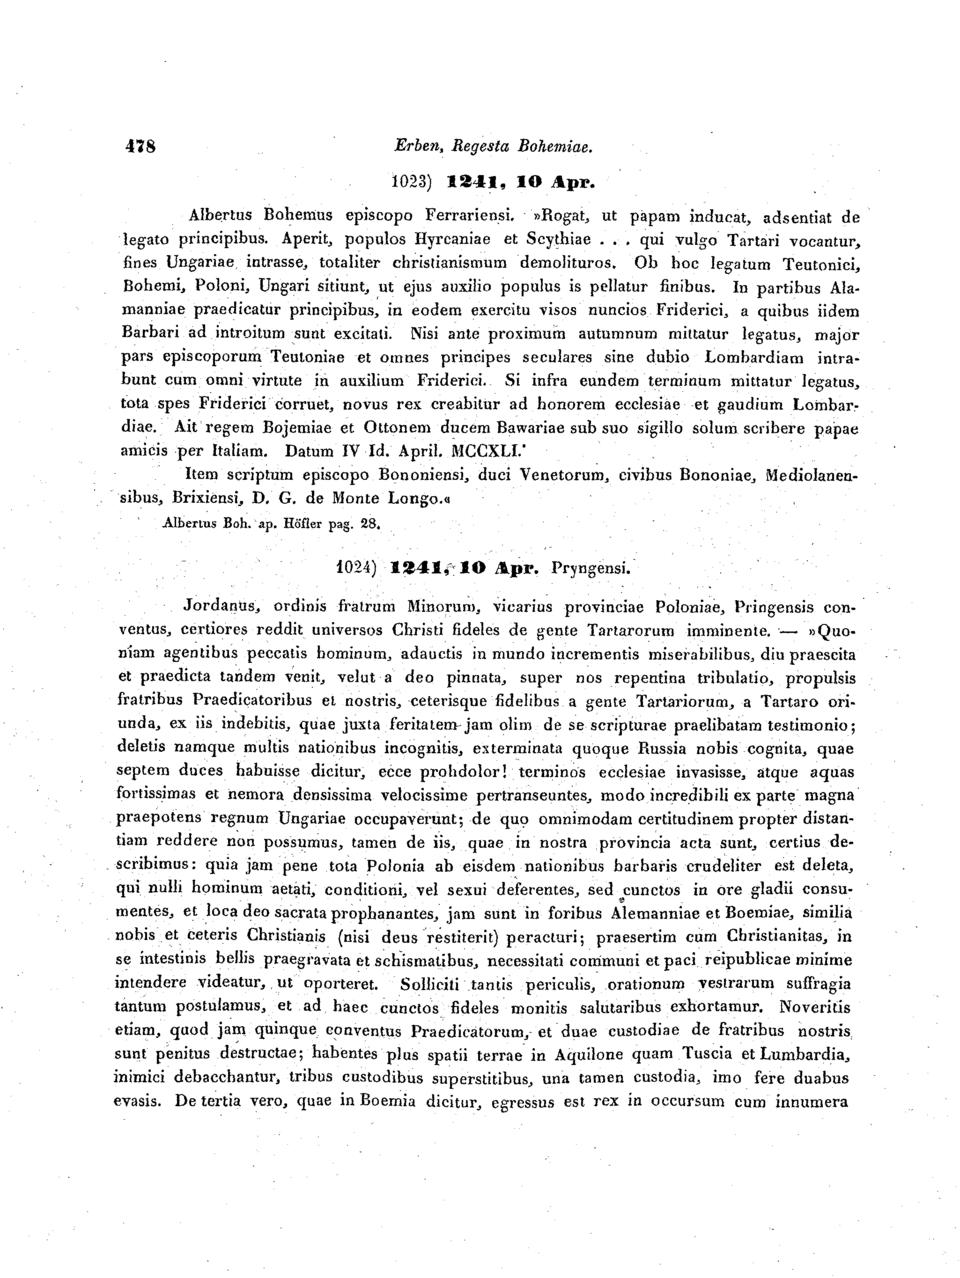 478 Erben, Regesta Bohemiae.
1023) 1241, 10 Apr.
Albertus Bohemus episcopo Ferrariensi. »Rogat, ut papam inducat, adsentiat de
legato principibus. Aperit, populos Hyrcaniae et Scythiae . . . qui vulgo Tartari vocantur,
fines Ungariae intrasse, totaliter christianismum demolituros. Ob hoc legatum Teutonici,
Bohemi, Poloni, Ungari sitiunt, ut ejus auxilio populus is pellatur finibus. In partibus Ala-
manniae praedicatur principibus, in eodem exercitu visos nuncios Friderici, a quibus iidem
Barbari ad introitum sunt excitati. Nisi ante proximum autumnum mittatur legatus, major
pars episcoporum Teutoniae et omnes principes seculares sine dubio Lombardiam intra-
bunt cum omni virtute in auxilium Friderici. Si infra eundem terminum mittatur legatus,
tota spes Friderici corruet, novus rex creabitur ad honorem ecclesiae et gaudium Lombar-
diae. Ait regem Bojemiae et Ottonem ducem Bawariae sub suo sigillo solum scribere papae
amicis per Italiam. Datum IV Id. April. MCCXLI.'
Item scriptum episcopo Bononiensi, duci Venetorum, civibus Bononiae, Mediolanen-
sibus, Brixiensi, D. G. de Monte Longo.«
Albertus Boh. ap. Höfler pag. 28.
1024) 1241, 10 Apr. Pryngensi.
Jordanus, ordinis fratrum Minorum, vicarius provinciae Poloniae, Pringensis con-
ventus, certiores reddit universos Christi fideles de gente Tartarorum imminente. — »Quo-
niam agentibus peccatis hominum, adauctis in mundo incrementis miserabilibus, diu praescita
et praedicta tandem venit, velut a deo pinnata, super nos repentina tribulatio, propulsis
fratribus Praedicatoribus et nostris, ceterisque fidelibus a gente Tartariorum, a Tartaro ori-
unda, ex iis indebitis, quae juxta feritatem jam olim de se scripturae praelibatam testimonio;
deletis namque multis nationibus incognitis, exterminata quoque Russia nobis cognita, quae
septem duces habuisse dicitur, ecce prohdolor! terminos ecclesiae invasisse, atque aquas
fortissimas et nemora densissima velocissime pertranseuntes, modo incredibili ex parte magna
praepotens regnum Ungariae occupaverunt; de quo omnimodam certitudinem propter distan-
tiam reddere non possumus, tamen de iis, quae in nostra provincia acta sunt, certius de-
scribimus: quia jam pene tota Polonia ab eisdem nationibus barbaris crudeliter est deleta,
qui nulli hominum aetati, conditioni, vel sexui deferentes, sed cunctos in ore gladii consu-
mentes, et loca deo sacrata prophanantes, jam sunt in foribus Alemanniae et Boemiae, similia
nobis et ceteris Christianis (nisi deus restiterit) peracturi; praesertim cum Christianitas, in
se intestinis bellis praegravata et schismatibus, necessitati communi et paci reipublicae minime
intendere videatur, ut oporteret. Solliciti tantis periculis, orationum vestrarum suffragia
tantum postulamus, et ad haec cunctos fideles monitis salutaribus exhortamur. Noveritis
etiam, quod jam quinque conventus Praedicatorum, et duae custodiae de fratribus nostris
sunt penitus destructae; habentes plus spatii terrae in Aquilone quam Tuscia et Lumbardia,
inimici debacchantur, tribus custodibus superstitibus, una tamen custodia, imo fere duabus
evasis. De tertia vero, quae in Boemia dicitur, egressus est rex in occursum cum innumera